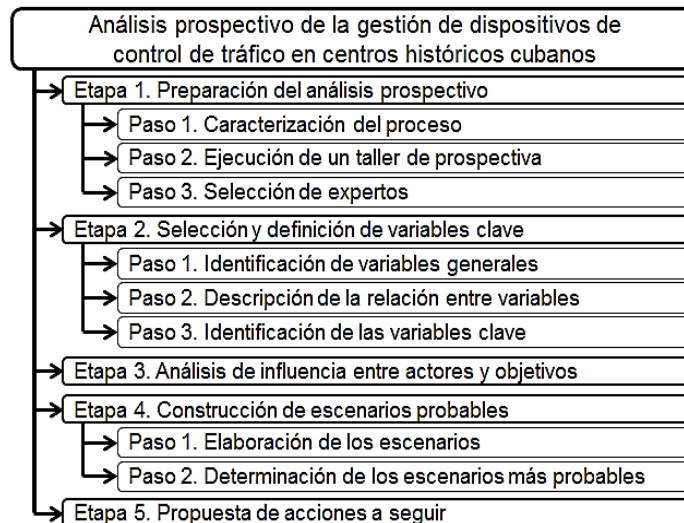 Análisis prospectivo de la gestión de dispositivos de
control de tráfico en centros históricos cubanos
Etapa 1. Preparación del análisis prospectivo
Paso 1. Caracterización del proceso
Paso 2. Ejecución de un taller de prospectiva
Paso 3. Selección de expertos
Etapa 2. Selección y definición de variables clave
Paso 1. Identificación de variables generales
Paso 2. Descripción de la relación entre variables
Paso 3. Identificación de las variables clave
Etapa 3. Análisis de influencia entre actores y objetivos
Etapa 4. Construcción de escenarios probables
Paso 1. Elaboración de los escenarios
Paso 2. Determinación de los escenarios más probables
Etapa 5. Propuesta de acciones a seguir